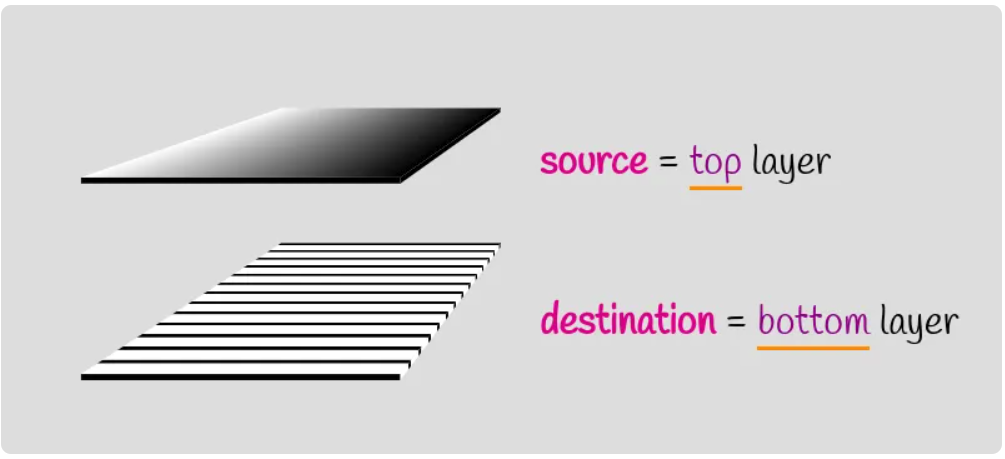 source = top layer
destination = bottom layer